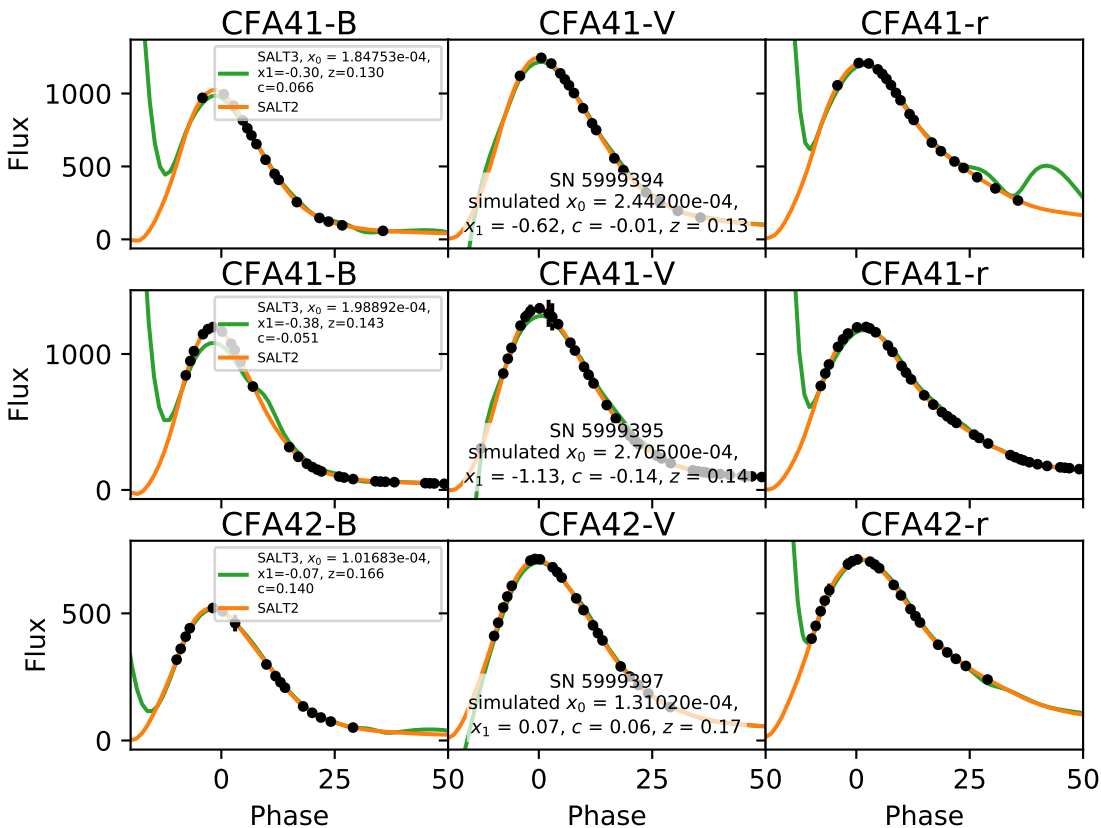 CFA41-B CFA41-V CFA41-r
SALT3, x0 = 1.84753e-04,
x1=-0.30, z=0.130
c=0.066
SALT2
1000
500
0
Flux
SN 5999394
simulated x0 = 2.44200e-04,
x1 = -0.62, c = -0.01, z = 0.13
CFA41-B CFA41-V CFA41-r
SALT3, x0 = 1.98892e-04,
x1=-0.38, z=0.143
c=-0.051
SALT2
1000
0
Flux
SN 5999395
simulated x0 = 2.70500e-04,
x1 = -1.13, c = -0.14, z = 0.14
CFA42-B CFA42-V CFA42-r
SALT3, x0 = 1.01683e-04,
x1=-0.07, z=0.166
c=0.140
SALT2
500
0
Flux
SN 5999397
simulated x0 = 1.31020e-04,
x1 = 0.07, c = 0.06, z = 0.17
0 25 50 0 25 50 0 25 50
Phase Phase Phase